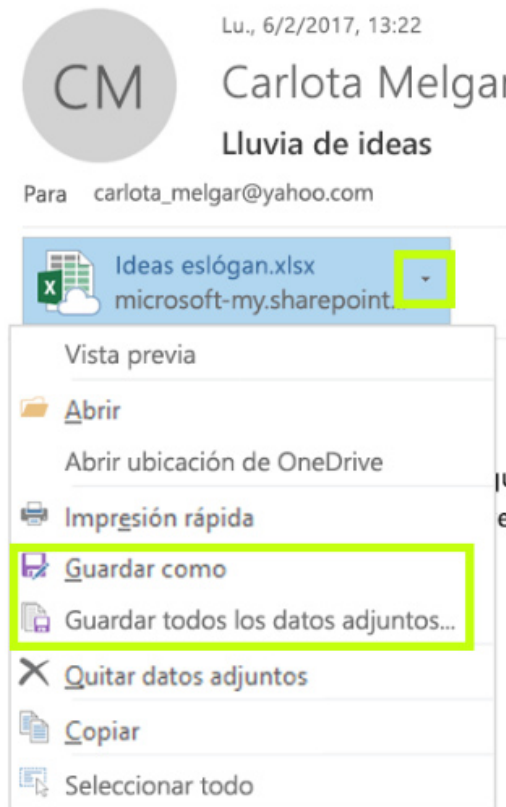 Lu., 6/2/2017, 13:22
CM
Carlota Melgar
Lluvia de ideas
Para carlota_melgar@yahoo.com
Ideas eslógan.xlsx
microsoft-my.sharepoint...
Vista previa
Abrir
Abrir ubicación de OneDrive
Impresión rápida
Guardar como
Guardar todos los datos adjuntos...
Quitar datos adjuntos
Copiar
Seleccionar todo